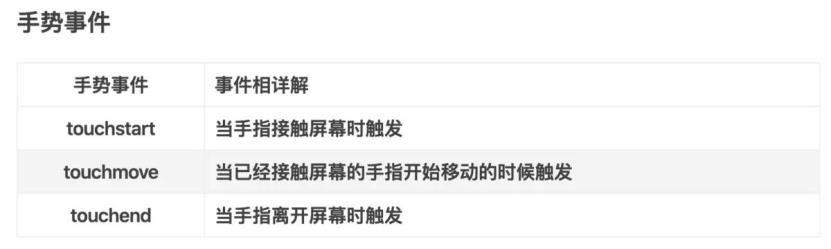 手势事件
手势事件 事件相详解
touchstart 当手指接触屏幕时触发
touchmove 当已经接触屏幕的手指开始移动的时候触发
touchend 当手指离开屏幕时触发